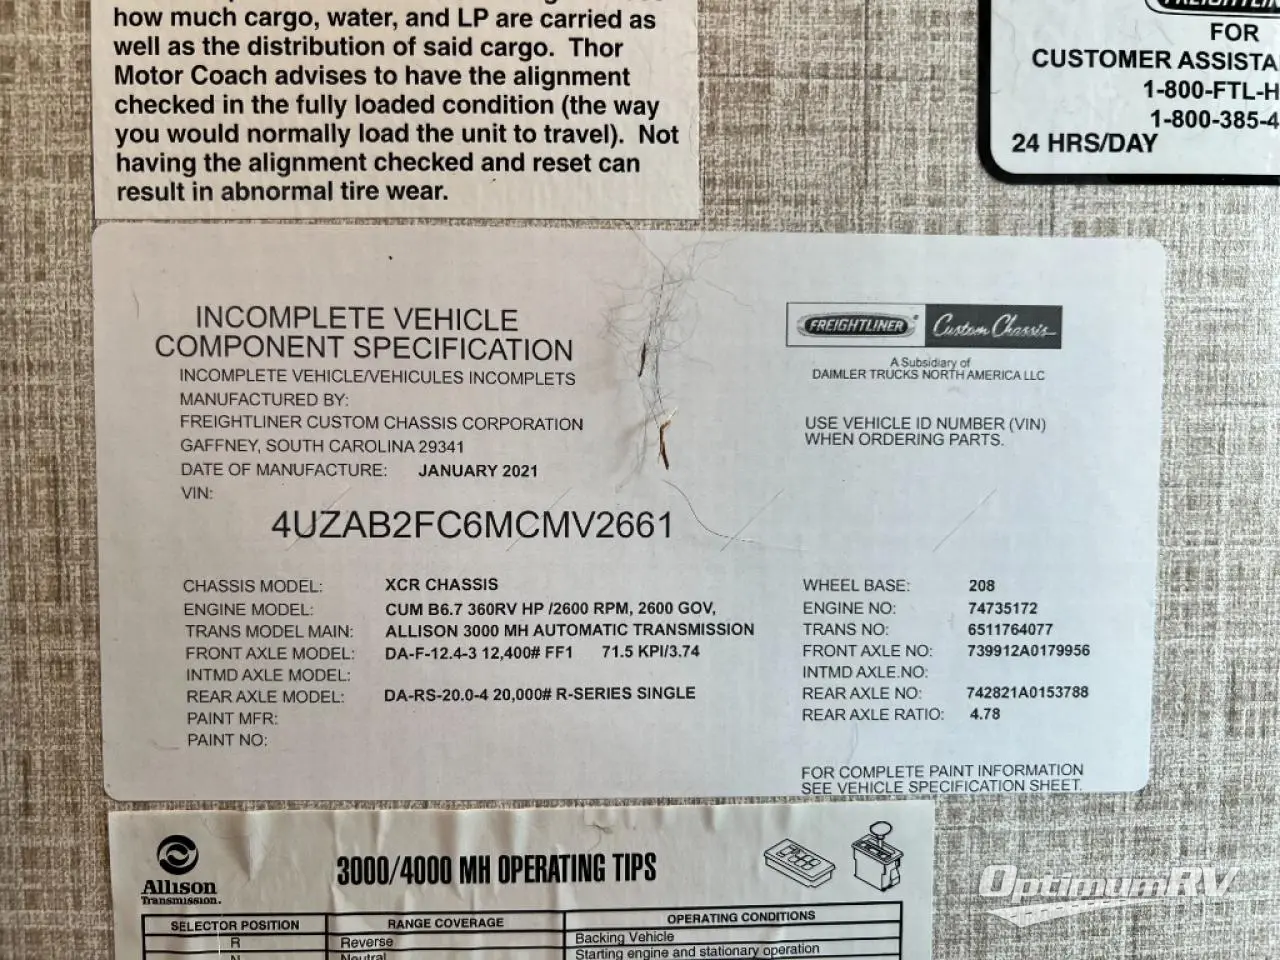 how much cargo, water, and LP are carried as
well as the distribution of said cargo. Thor
Motor Coach advises to have the alignment
checked in the fully loaded condition (the way
you would normally load the unit to travel). Not
having the alignment checked and reset can
result in abnormal tire wear.
FOR
CUSTOMER ASSISTA
1-800-FTL-H
1-800-385-4
24 HRS/DAY
INCOMPLETE VEHICLE
COMPONENT SPECIFICATION
INCOMPLETE VEHICLE/VEHICULES INCOMPLETS
MANUFACTURED BY:
FREIGHTLINER CUSTOM CHASSIS CORPORATION
GAFFNEY, SOUTH CAROLINA 29341
DATE OF MANUFACTURE: JANUARY 2021
VIN:
4UZAB2FC6MCMV2661
FREIGHTLINER Custom Chassis
A Subsidiary of
DAIMLER TRUCKS NORTH AMERICA LLC
USE VEHICLE ID NUMBER (VIN)
WHEN ORDERING PARTS.
CHASSIS MODEL: XCR CHASSIS
ENGINE MODEL: CUM B6.7 360RV HP /2600 RPM, 2600 GOV,
TRANS MODEL MAIN: ALLISON 3000 MH AUTOMATIC TRANSMISSION
FRONT AXLE MODEL: DA-F-12.4-3 12,400# FF1 71.5 KPI/3.74
INTMD AXLE MODEL:
REAR AXLE MODEL: DA-RS-20.0-4 20,000# R-SERIES SINGLE
PAINT MFR:
PAINT NO:
WHEEL BASE: 208
ENGINE NO: 74735172
TRANS NO: 6511764077
FRONT AXLE NO: 739912A0179956
INTMD AXLE.NO:
REAR AXLE NO: 742821A0153788
REAR AXLE RATIO: 4.78
FOR COMPLETE PAINT INFORMATION
SEE VEHICLE SPECIFICATION SHEET.
Allison
Transmission.
3000/4000 MH OPERATING TIPS
SELECTOR POSITION RANGE COVERAGE OPERATING CONDITIONS
R Reverse Backing Vehicle
N Neutral Starting engine and stationary operation
OptimumRV